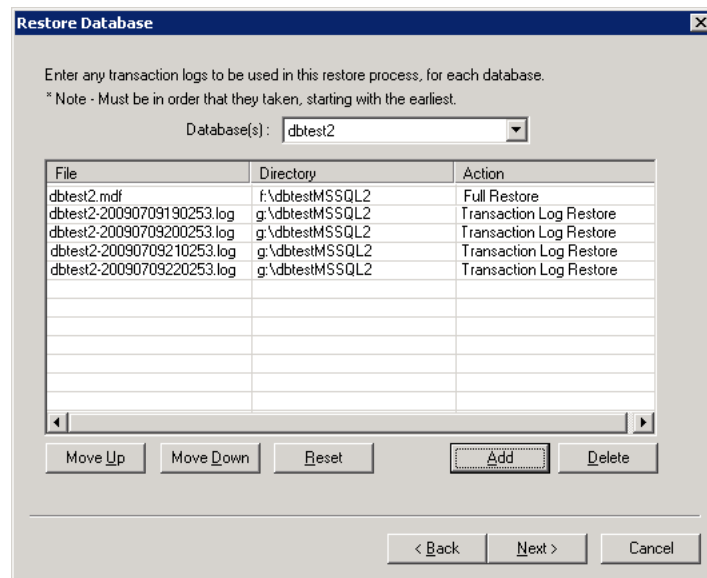 Restore Database
Enter any transaction logs to be used in this restore process, for each database.
* Note - Must be in order that they taken, starting with the earliest.
Database(s) : dbtest2
File Directory Action
dbtest2.mdf f:\dbtestMSSQL2 Full Restore
dbtest2-20090709190253.log g:\dbtestMSSQL2 Transaction Log Restore
dbtest2-20090709200253.log g:\dbtestMSSQL2 Transaction Log Restore
dbtest2-20090709210253.log g:\dbtestMSSQL2 Transaction Log Restore
dbtest2-20090709220253.log g:\dbtestMSSQL2 Transaction Log Restore
Move Up Move Down Reset Add Delete
< Back Next > Cancel